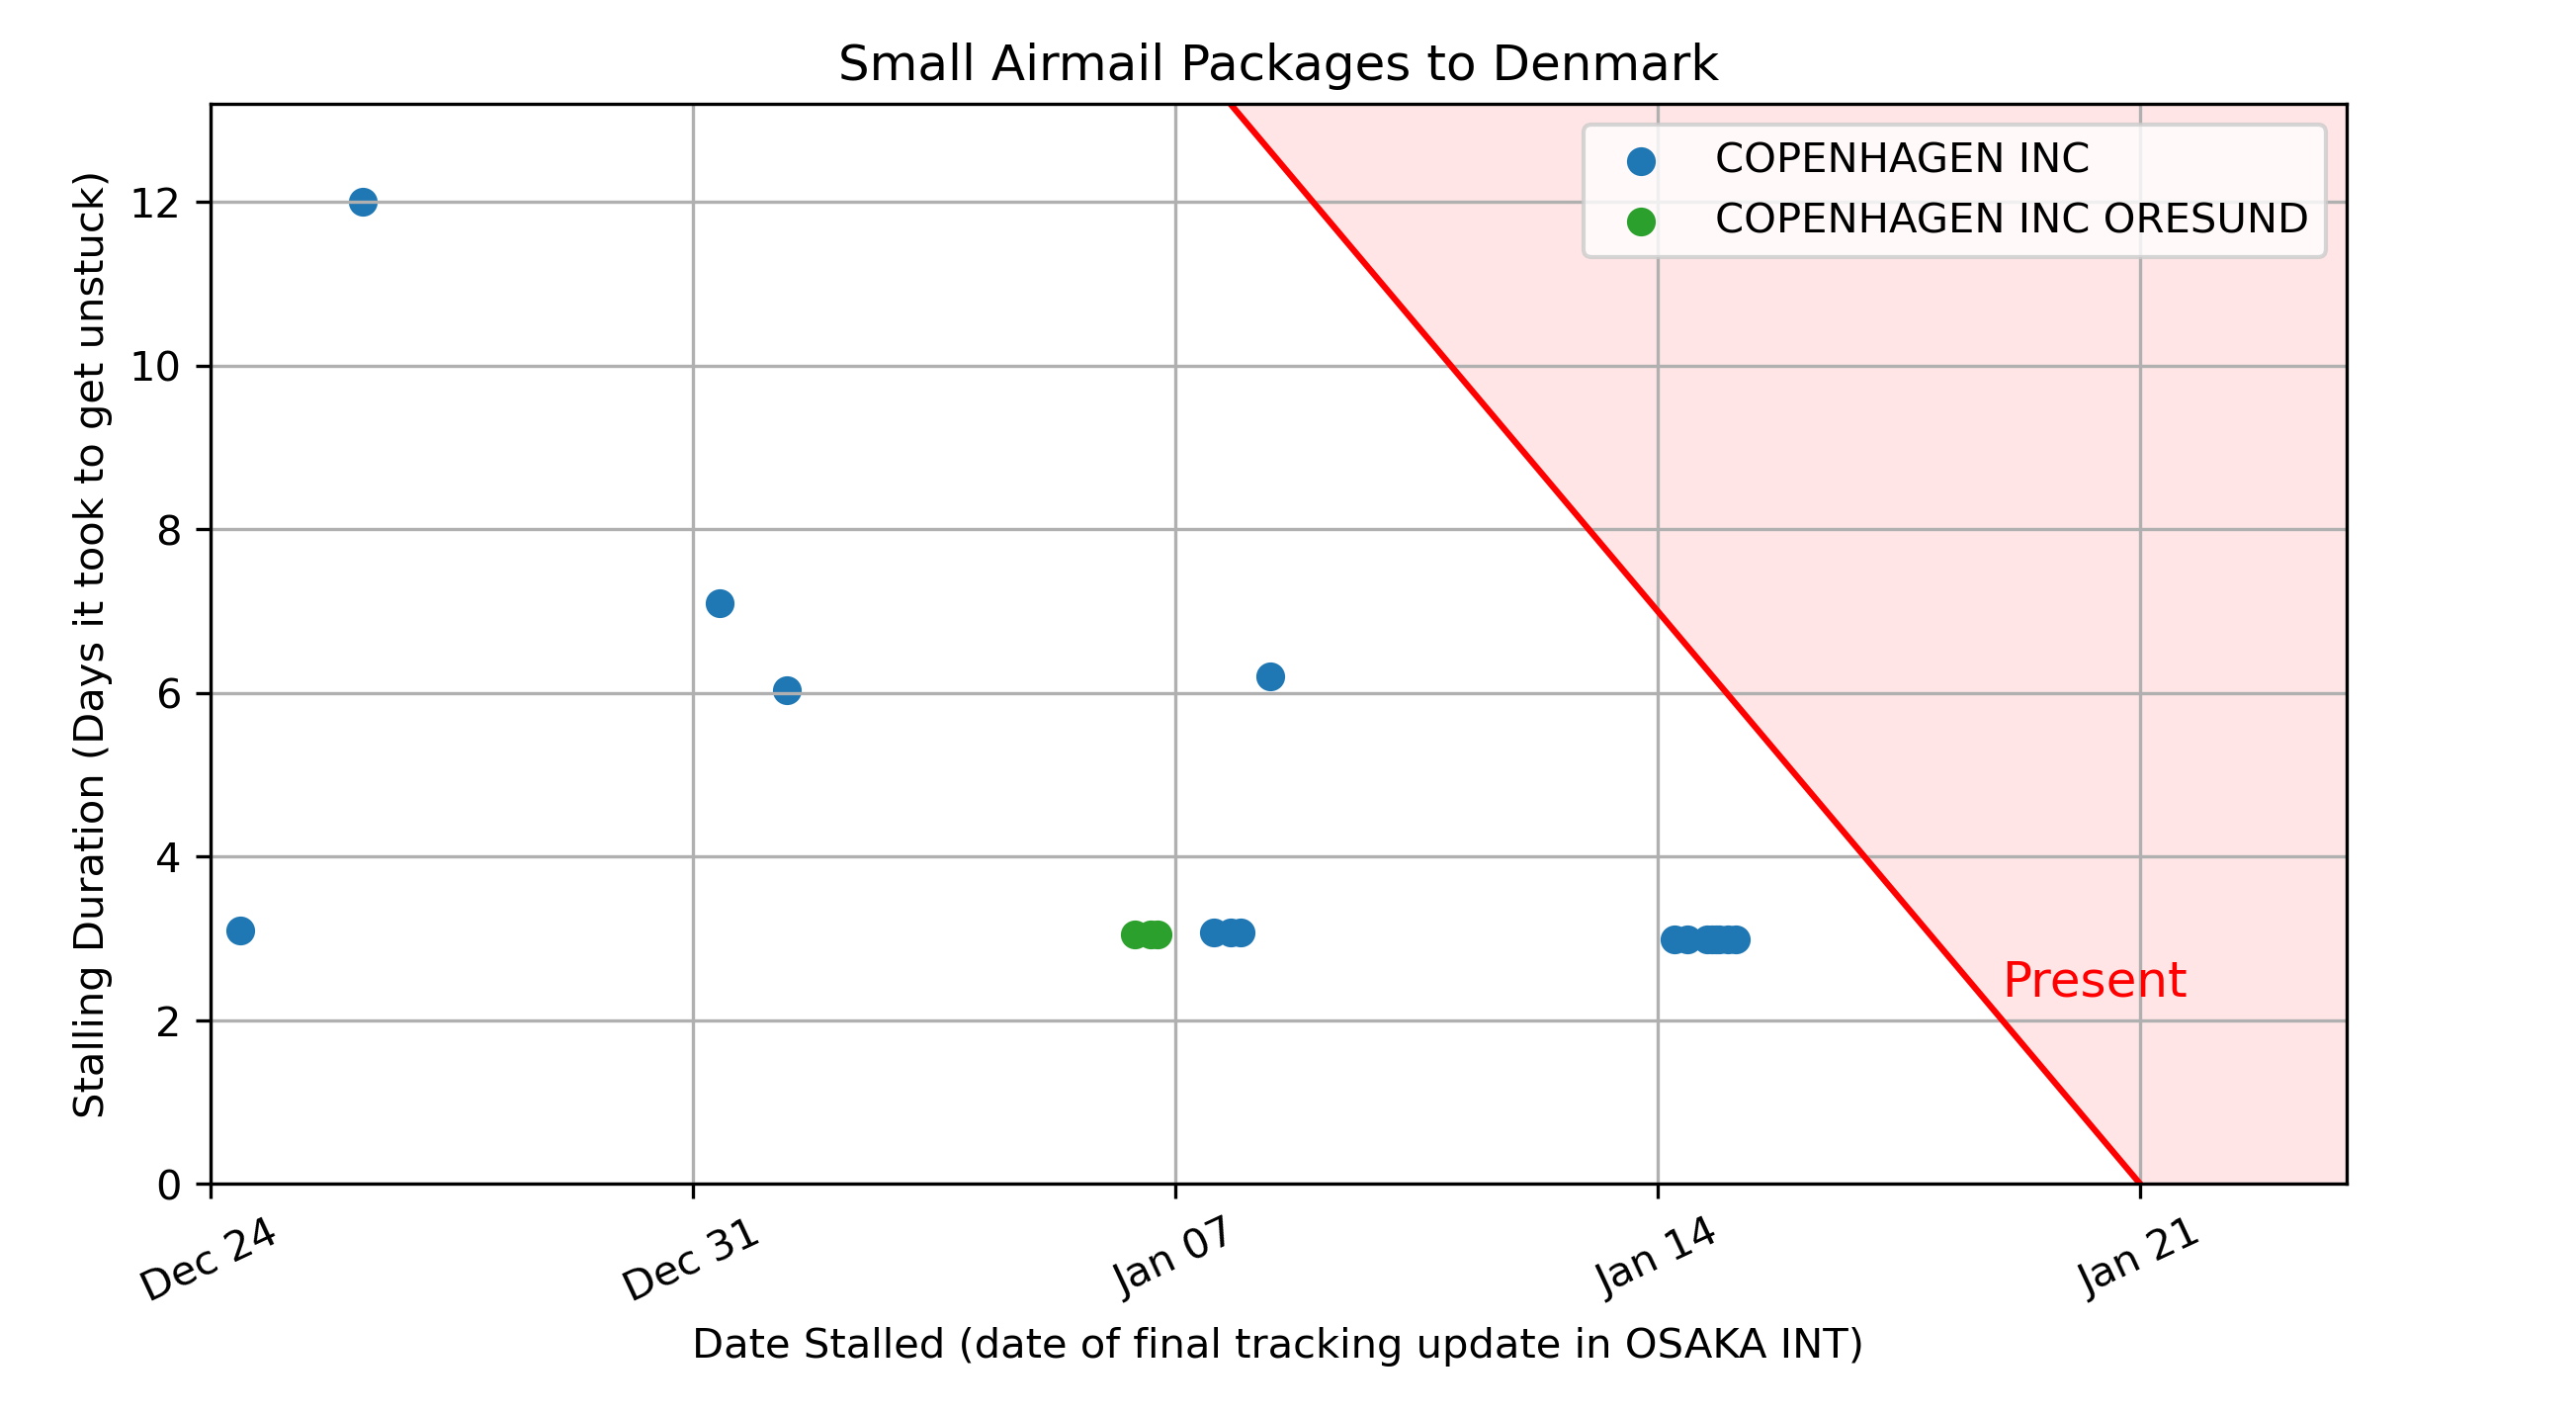 Small Airmail Packages to Denmark
COPENHAGEN INC
COPENHAGEN INC ORESUND
Stalling Duration (Days it took to get unstuck)
12
10
8
6
4
2
0
Present
Dec 24
Dec 31
Jan 07
Jan 14
Jan 21
Date Stalled (date of final tracking update in OSAKA INT)